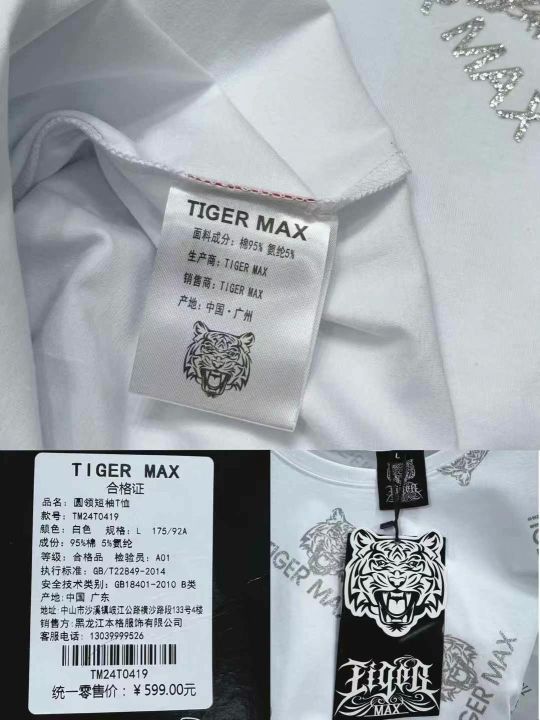 MAX
TIGER MAX
面料成分: 棉95% 氨纶5%
生产商: TIGER MAX
销售商: TIGER MAX
产地: 中国·广州
TIGER MAX
合格证
品名: 圆领短袖T恤
款号: TM24T0419
颜色: 白色 规格: L 175/92A
成份: 95%棉 5%氨纶
等级: 合格品 检验员: A01
执行标准: GB/T22849-2014
安全技术类别: GB18401-2010 B类
产地: 中国 广东
地址: 中山市沙溪镇岐江公路横沙路段133号4楼
销售方: 黑龙江本格服饰有限公司
客服电话: 13039999526
TM24T0419
统一零售价: ¥599.00元
L
TIGER MAX
MAX
TIGER MAX